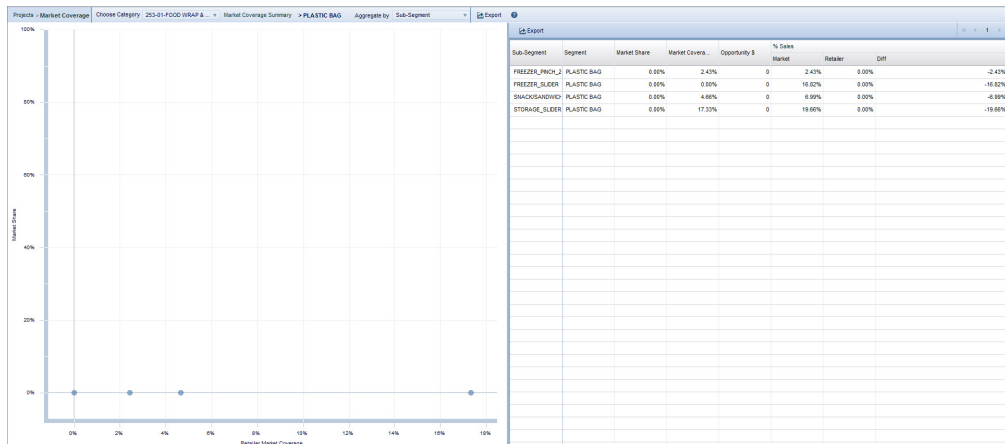 Projects » Market Coverage Choose Category 253-01-FOOD WRAP & ... Market Coverage Summary > PLASTIC BAG Aggregate by Sub-Segment Export
Export 1
Sub-Segment Segment Market Share Market Covera... Opportunity $ % Sales
Market Retailer Diff
FREEZER_PINCH_2 PLASTIC BAG 0.00% 2.43% 0 2.43% 0.00% -2.43%
FREEZER_SLIDER PLASTIC BAG 0.00% 0.00% 0 16.82% 0.00% -16.82%
SNACK/SANDWICH PLASTIC BAG 0.00% 4.66% 0 6.99% 0.00% -6.99%
STORAGE_SLIDER PLASTIC BAG 0.00% 17.33% 0 19.66% 0.00% -19.66%
100%
80%
60%
40%
20%
0%
Market Share
0% 2% 4% 6% 8% 10% 12% 14% 16% 18%
Retailer Market Coverage